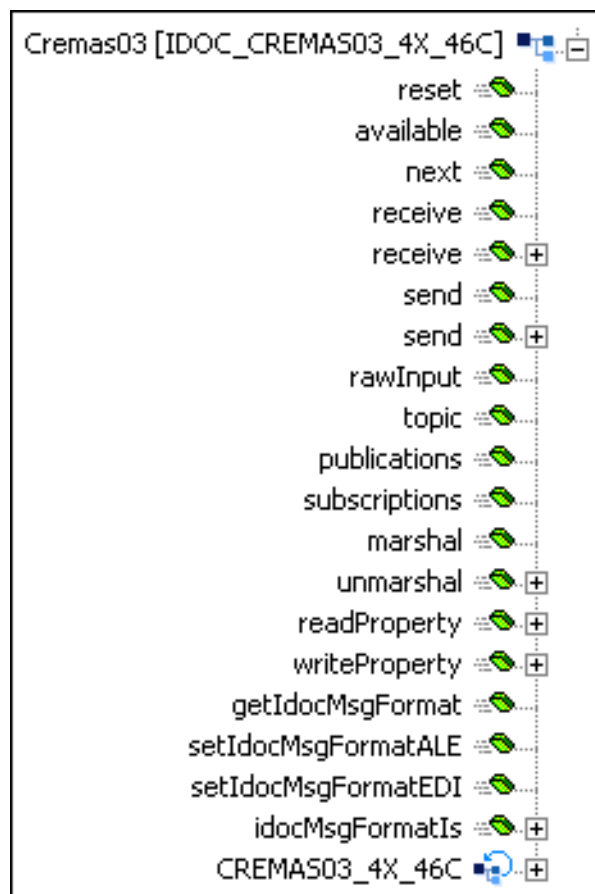 Cremas03 [IDOC_CREMAS03_4X_46C]
reset
available
next
receive
receive
send
send
rawInput
topic
publications
subscriptions
marshal
unmarshal
readProperty
writeProperty
getIdocMsgFormat
setIdocMsgFormatALE
setIdocMsgFormatEDI
idocMsgFormatIs
CREMAS03_4X_46C